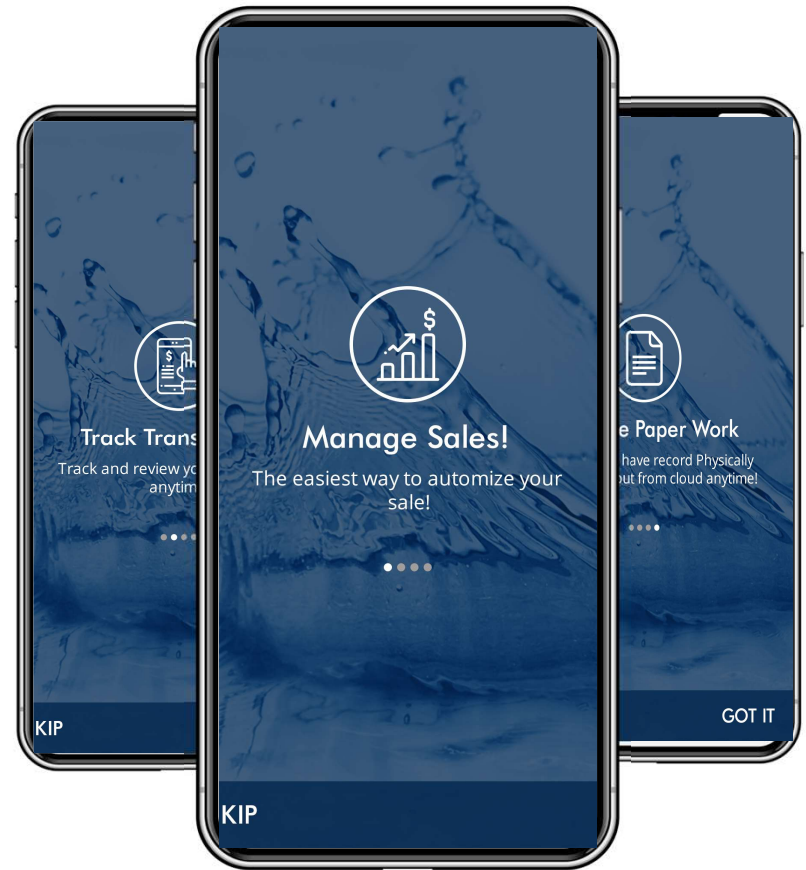 Track Trans
Track and review yo
anytim
KIP
$
Manage Sales!
The easiest way to automize your
sale!
KIP
e Paper Work
have record Physically
out from cloud anytime!
GOT IT